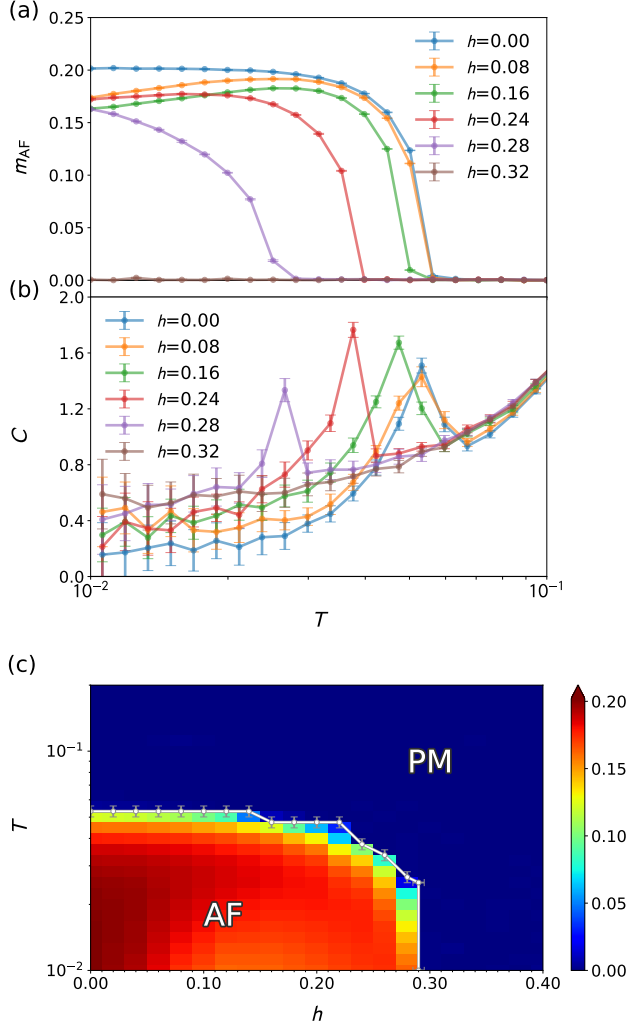 (a)
0.25
0.20
0.15
0.10
0.05
0.00
m_AF
h=0.00
h=0.08
h=0.16
h=0.24
h=0.28
h=0.32
(b)
2.0
1.6
1.2
0.8
0.4
0.0
C
h=0.00
h=0.08
h=0.16
h=0.24
h=0.28
h=0.32
10⁻²
10⁻¹
T
(c)
10⁻¹
10⁻²
T
PM
AF
0.00
0.10
0.20
0.30
0.40
h
0.20
0.15
0.10
0.05
0.00